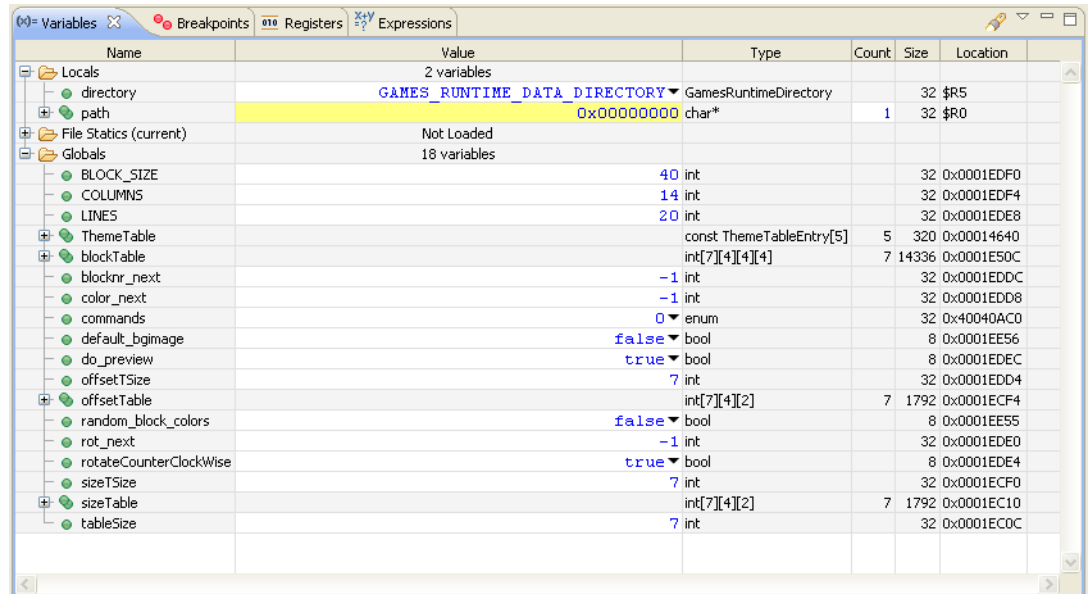 (x)= Variables Breakpoints 010 Registers X+Y =? Expressions
Name Value Type Count Size Location
Locals 2 variables
directory GAMES_RUNTIME_DATA_DIRECTORY GamesRuntimeDirectory 32 $R5
path 0x00000000 char* 1 32 $R0
File Statics (current) Not Loaded
Globals 18 variables
BLOCK_SIZE 40 int 32 0x0001EDF0
COLUMNS 14 int 32 0x0001EDF4
LINES 20 int 32 0x0001EDE8
ThemeTable const ThemeTableEntry[5] 5 320 0x00014640
blockTable int[7][4][4][4] 7 14336 0x0001E50C
blocknr_next -1 int 32 0x0001EDDC
color_next -1 int 32 0x0001EDD8
commands 0 enum 32 0x40040AC0
default_bgimage false bool 8 0x0001EE56
do_preview true bool 8 0x0001EDEC
offsetTSize 7 int 32 0x0001EDD4
offsetTable int[7][4][2] 7 1792 0x0001ECF4
random_block_colors false bool 8 0x0001EE55
rot_next -1 int 32 0x0001EDE0
rotateCounterClockWise true bool 8 0x0001EDE4
sizeTSize 7 int 32 0x0001ECF0
sizeTable int[7][4][2] 7 1792 0x0001EC10
tableSize 7 int 32 0x0001EC0C